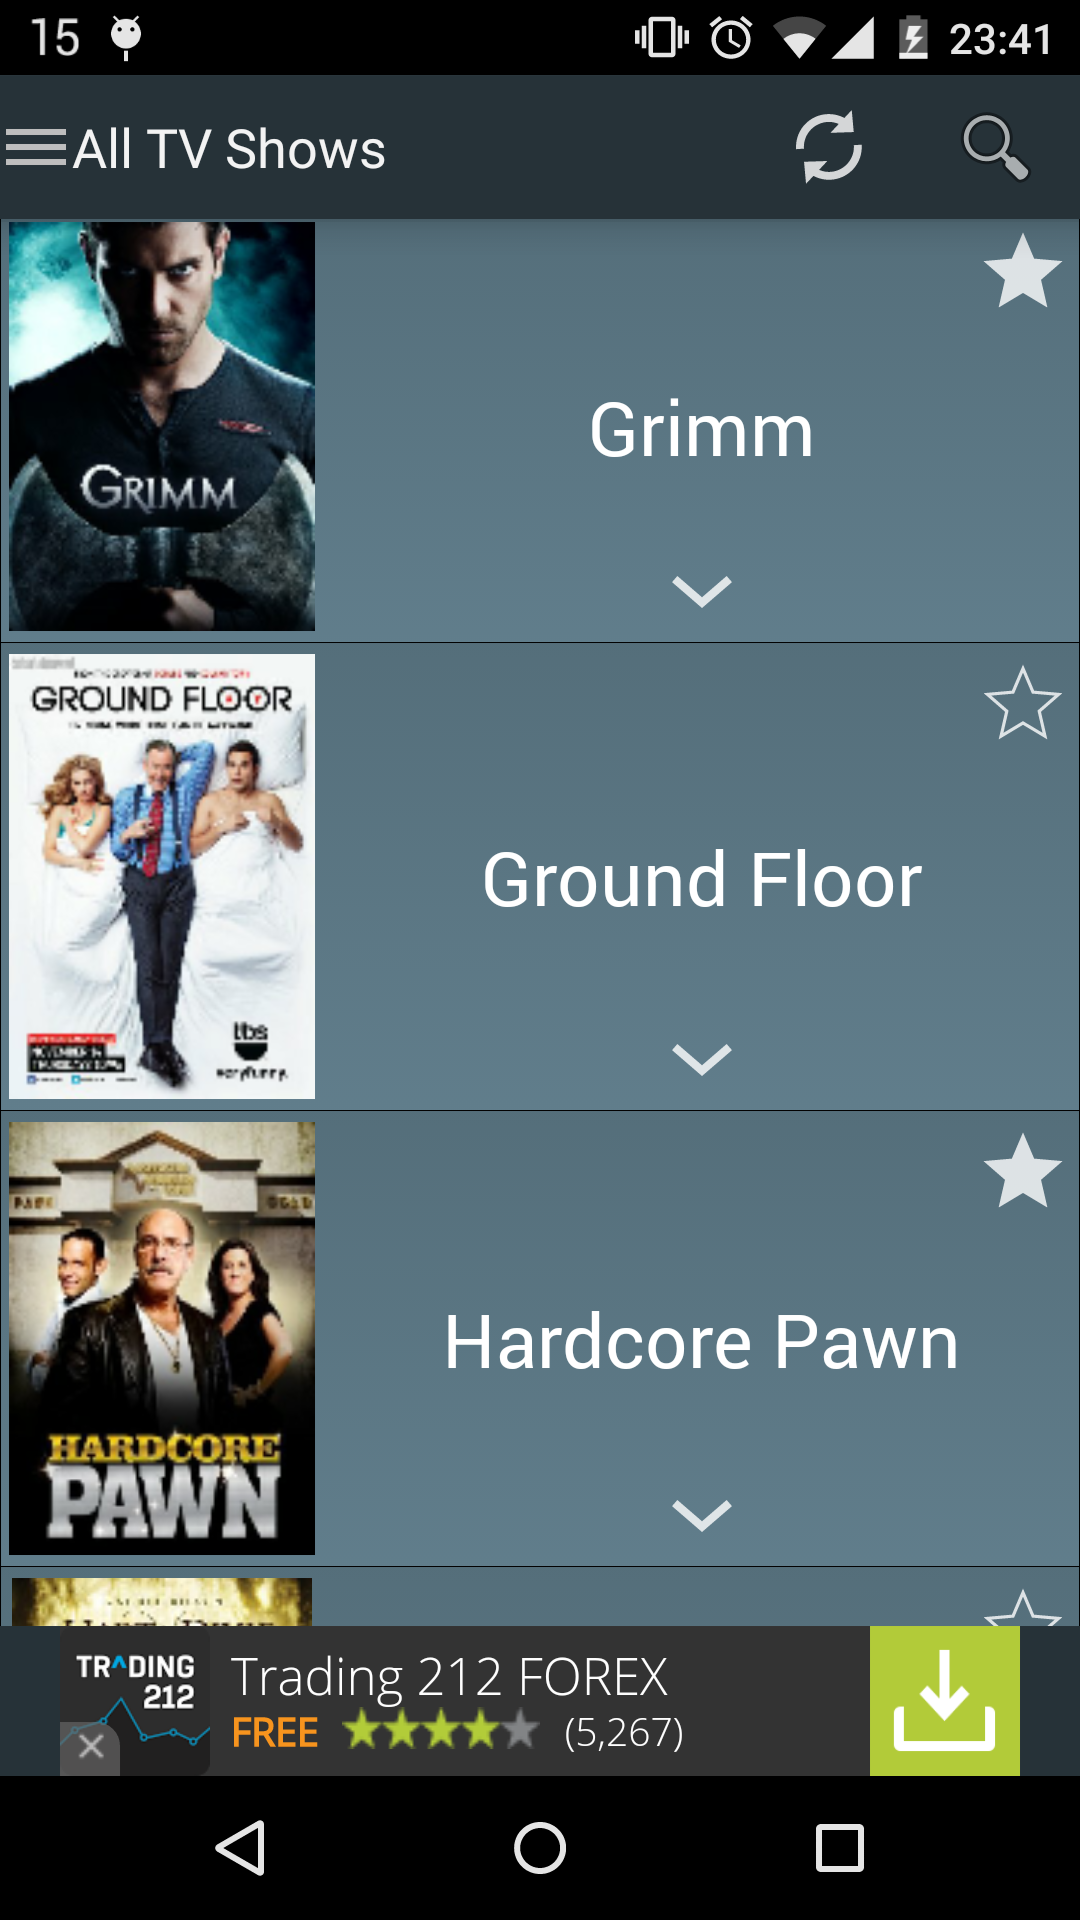 15
23:41
All TV Shows
GRIMM
Grimm
GROUND FLOOR
tbs
veryfunny.
Ground Floor
HARDCORE
PAWN
Hardcore Pawn
TRADING
212
Trading 212 FOREX
FREE (5,267)